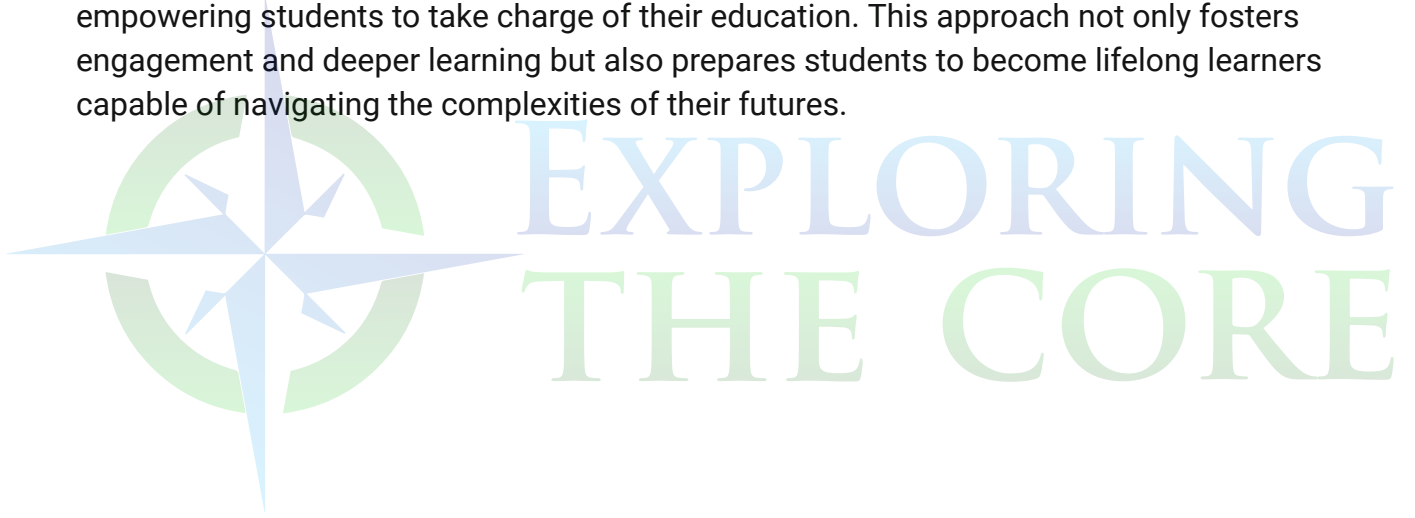 empowering students to take charge of their education. This approach not only fosters
engagement and deeper learning but also prepares students to become lifelong learners
capable of navigating the complexities of their futures.
EXPLORING
THE CORE